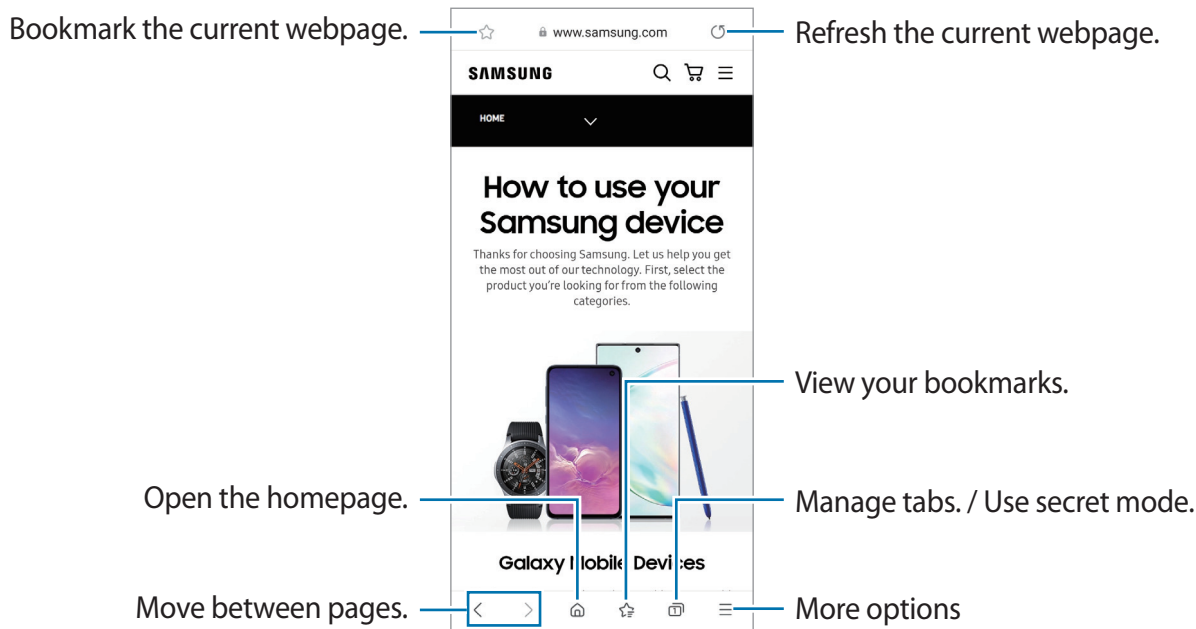 Bookmark the current webpage.
www.samsung.com
Refresh the current webpage.
SAMSUNG
HOME
How to use your
Samsung device
Thanks for choosing Samsung. Let us help you get
the most out of our technology. First, select the
product you're looking for from the following
categories.
View your bookmarks.
Open the homepage.
Manage tabs. / Use secret mode.
Galaxy Mobile Devices
Move between pages.
1
More options